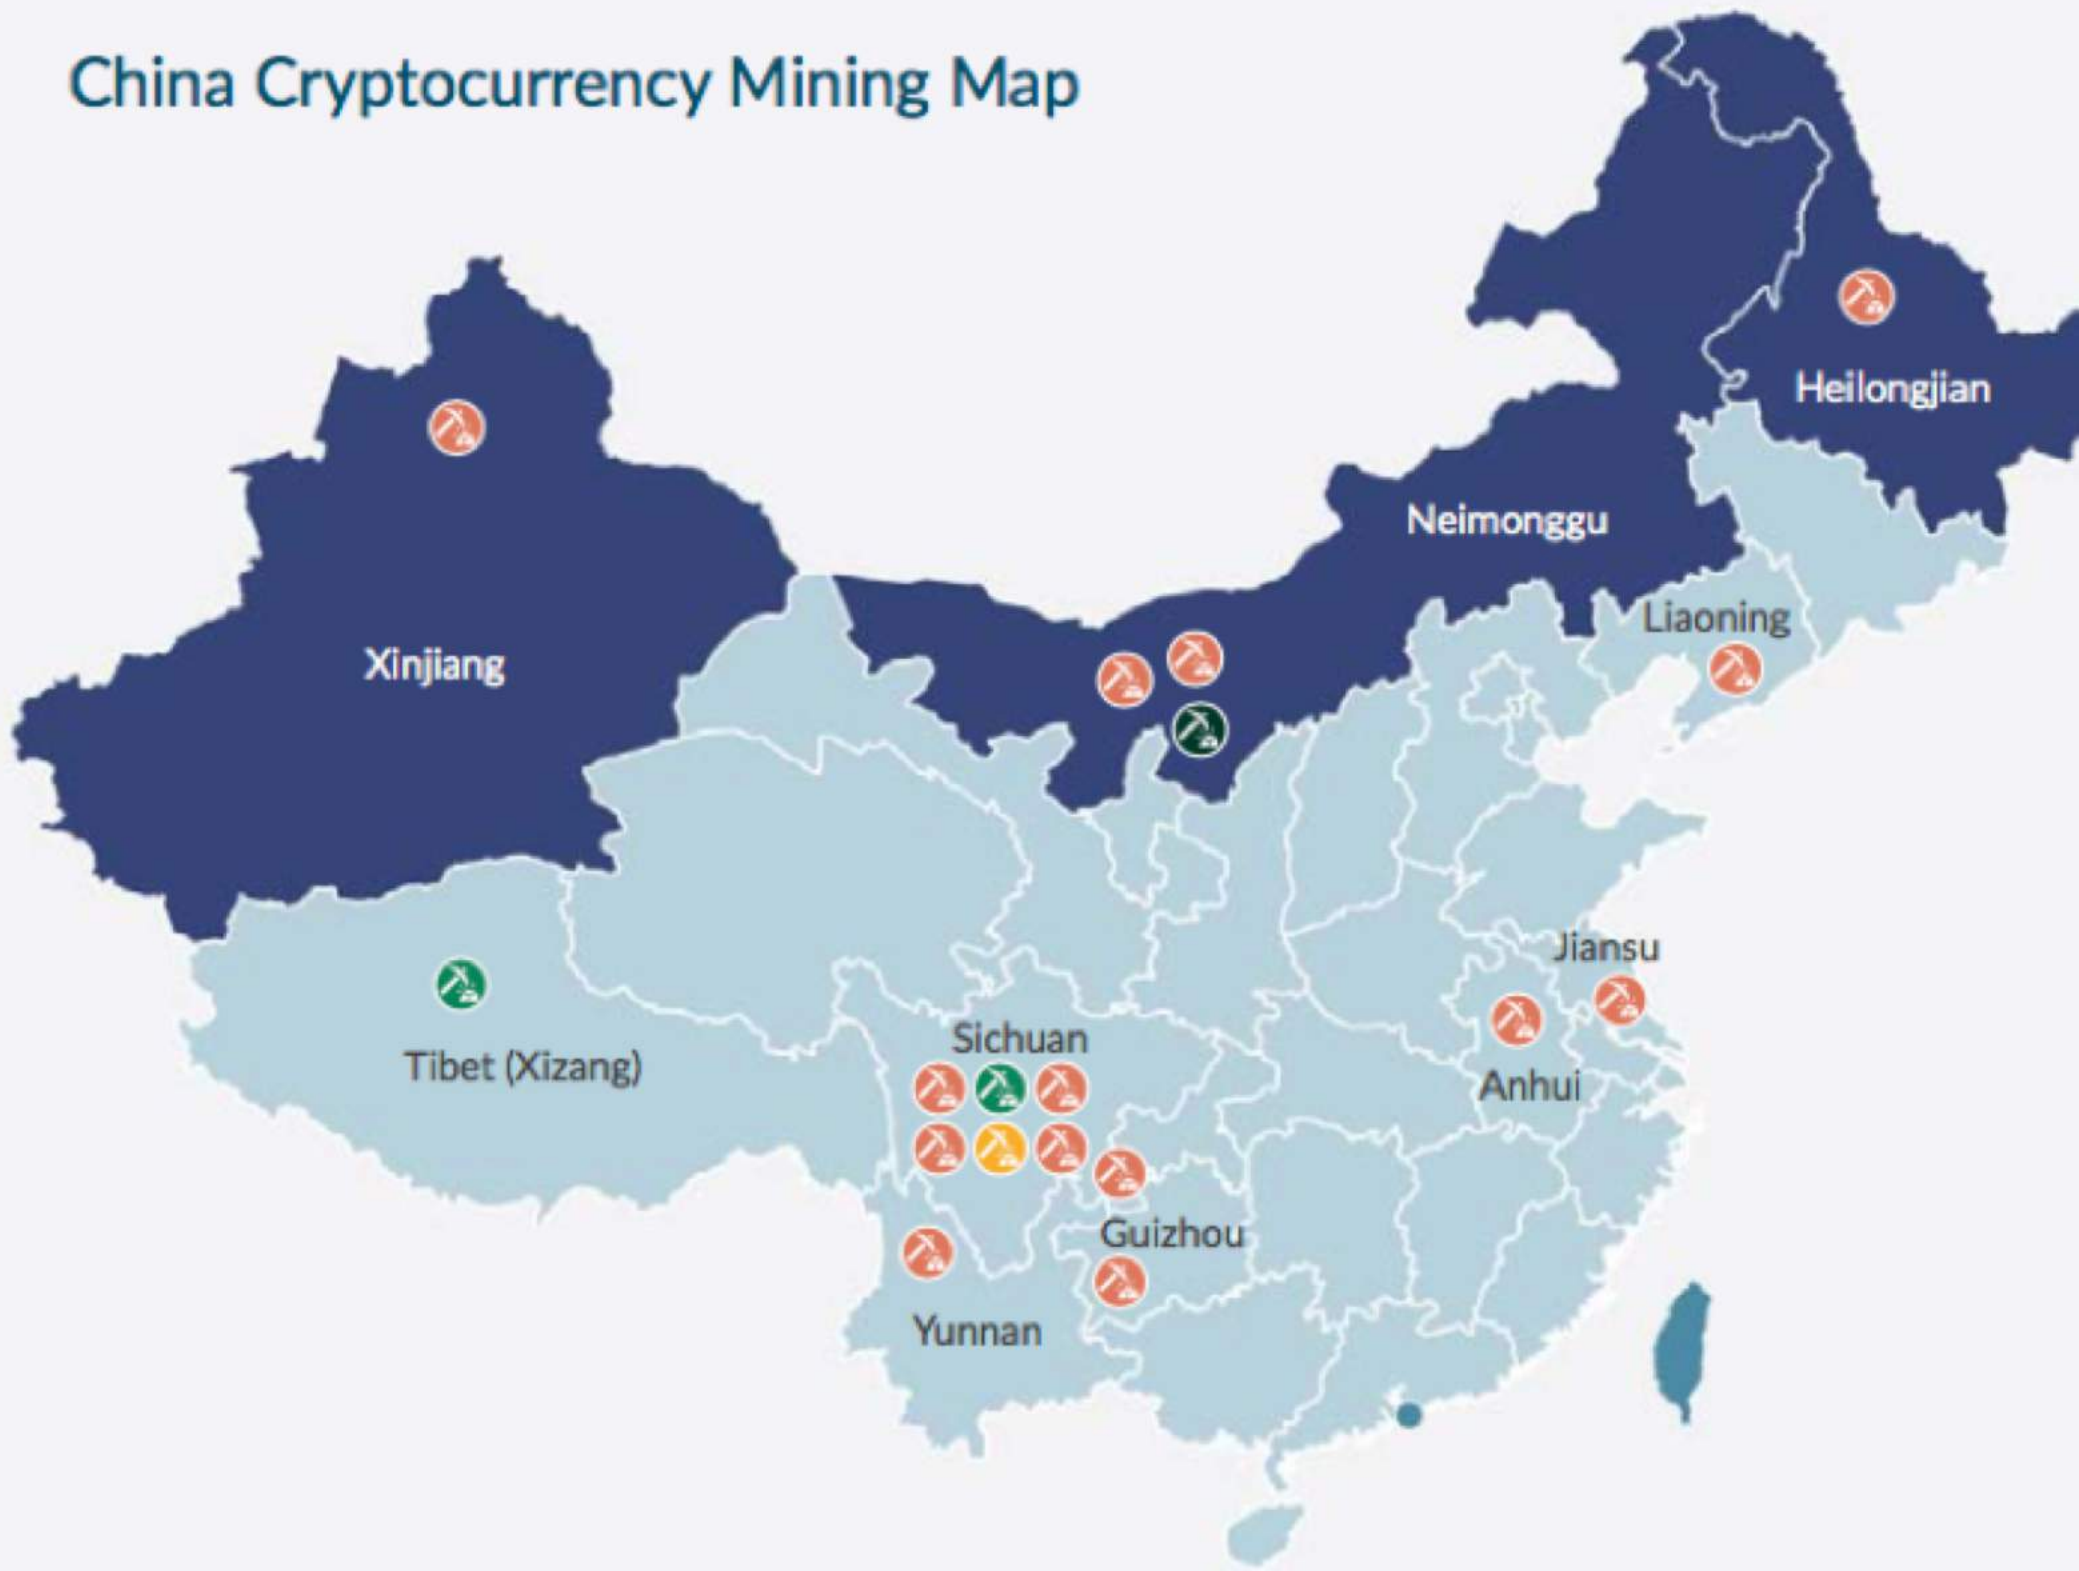 China Cryptocurrency Mining Map
Heilongjian
Neimonggu
Liaoning
Xinjiang
Jiansu
Sichuan
Tibet (Xizang)
Anhui
Guizhou
Yunnan